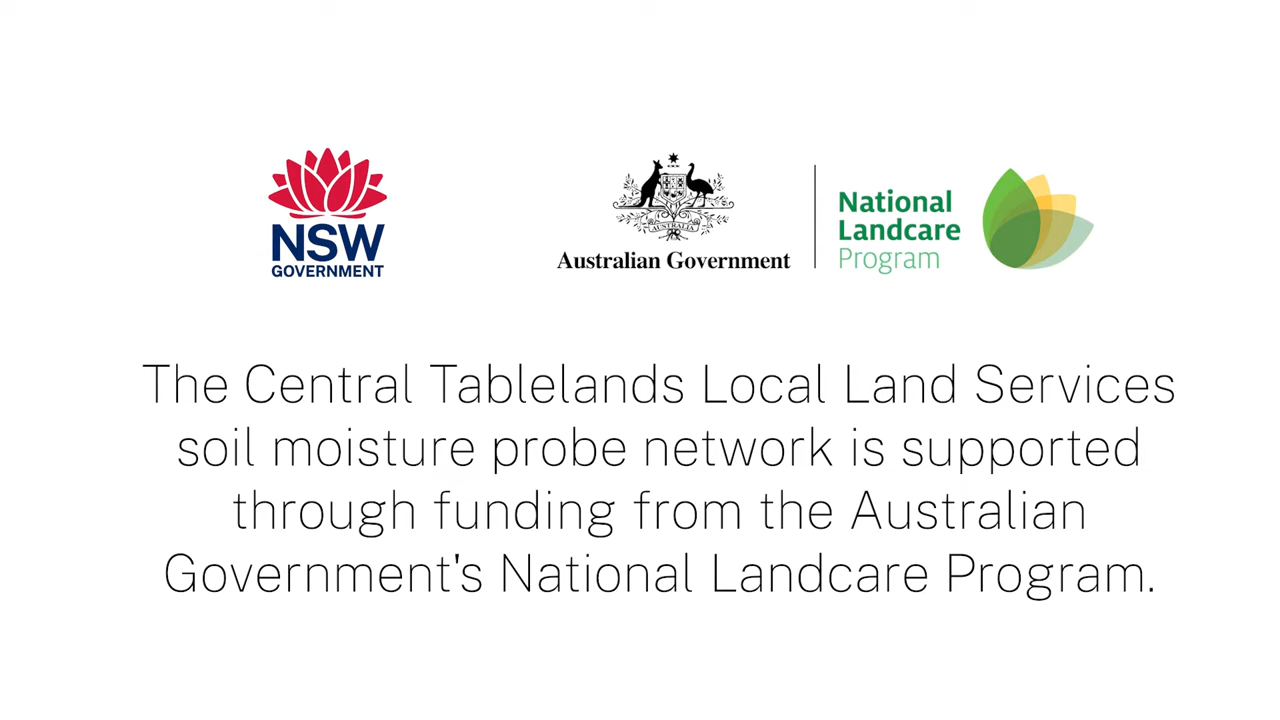 NSW
GOVERNMENT
AUSTRALIA
Australian Government
National
Landcare
Program
The Central Tablelands Local Land Services
soil moisture probe network is supported
through funding from the Australian
Government's National Landcare Program.